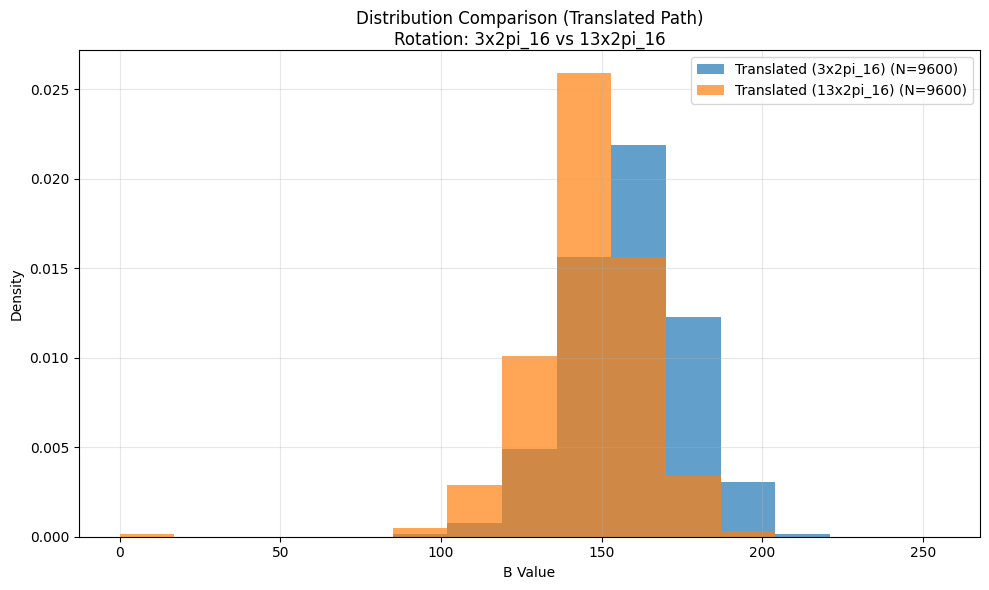 Distribution Comparison (Translated Path)
Rotation: 3x2pi_16 vs 13x2pi_16
Translated (3x2pi_16) (N=9600)
Translated (13x2pi_16) (N=9600)
0.025
0.020
0.015
0.010
0.005
0.000
Density
0 50 100 150 200 250
B Value